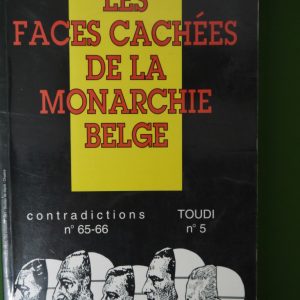 LES
FACES CACHÉES
DE LA
MONARCHIE
BELGE
contradictions TOUDI
n° 65-66 n° 5